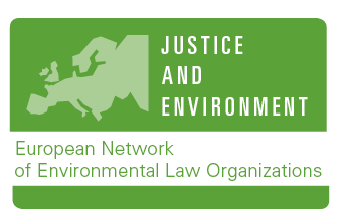 JUSTICE
AND
ENVIRONMENT
European Network
of Environmental Law Organizations